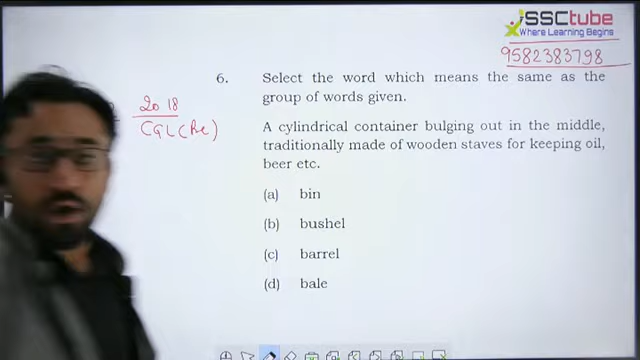 SSCtube
Where Learning Begins
9582383798
6. Select the word which means the same as the
group of words given.
2018
CGL (Pre)
A cylindrical container bulging out in the middle,
traditionally made of wooden staves for keeping oil,
beer etc.
(a) bin
(b) bushel
(c) barrel
(d) bale